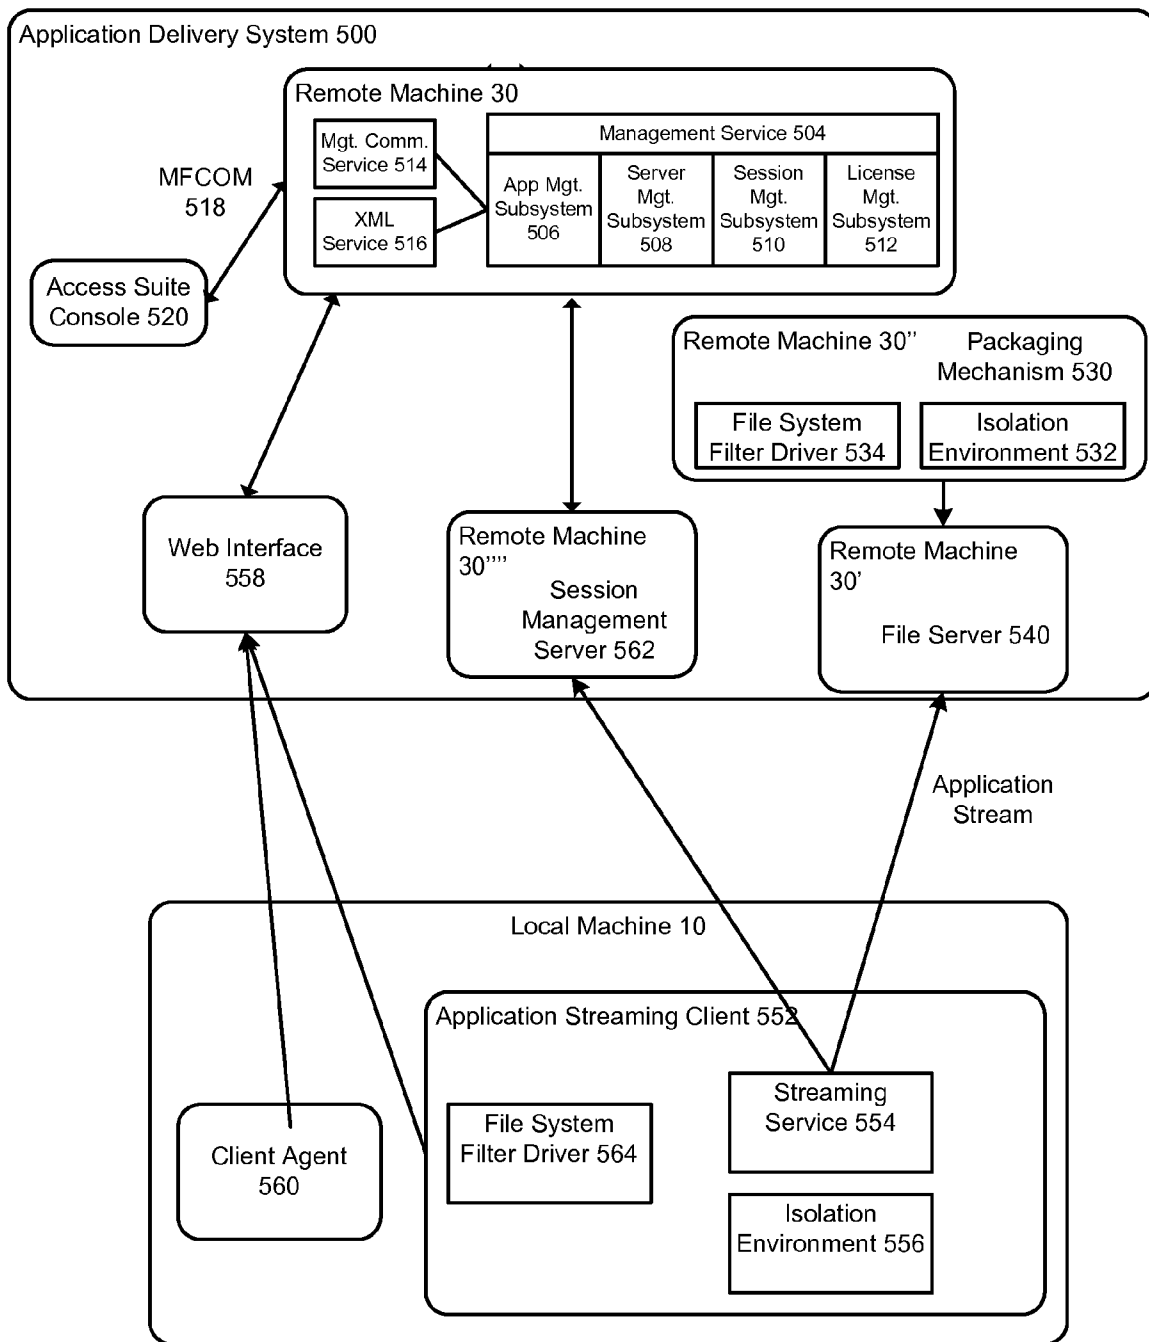 Application Delivery System 500
Remote Machine 30
Mgt. Comm.
Service 514
XML
Service 516
Management Service 504
App Mgt.
Subsystem
506
Server
Mgt.
Subsystem
508
Session
Mgt.
Subsystem
510
License
Mgt.
Subsystem
512
MFCOM
518
Access Suite
Console 520
Remote Machine 30''
Packaging
Mechanism 530
File System
Filter Driver 534
Isolation
Environment 532
Web Interface
558
Remote Machine
30''''
Session
Management
Server 562
Remote Machine
30'
File Server 540
Application
Stream
Local Machine 10
Application Streaming Client 552
Client Agent
560
File System
Filter Driver 564
Streaming
Service 554
Isolation
Environment 556